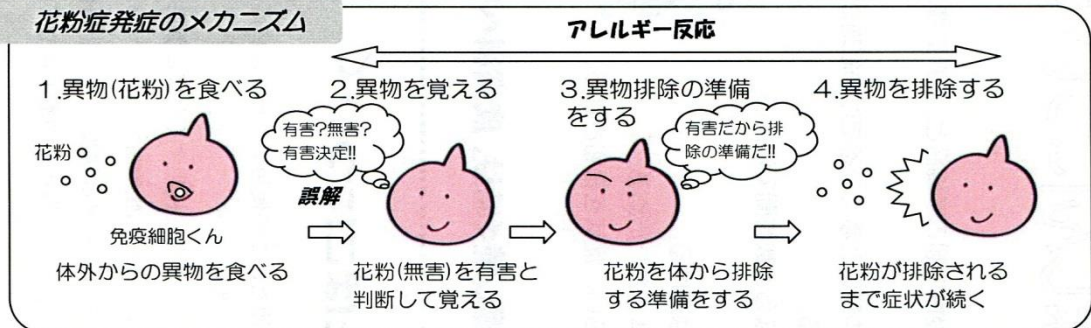 花粉症発症のメカニズム
アレルギー反応
1.異物(花粉)を食べる
花粉
免疫細胞くん
体外からの異物を食べる
2.異物を覚える
有害?無害?
有害決定!!
誤解
花粉(無害)を有害と
判断して覚える
3.異物排除の準備
をする
有害だから排
除の準備だ!!
花粉を体から排除
する準備をする
4.異物を排除する
花粉が排除される
まで症状が続く